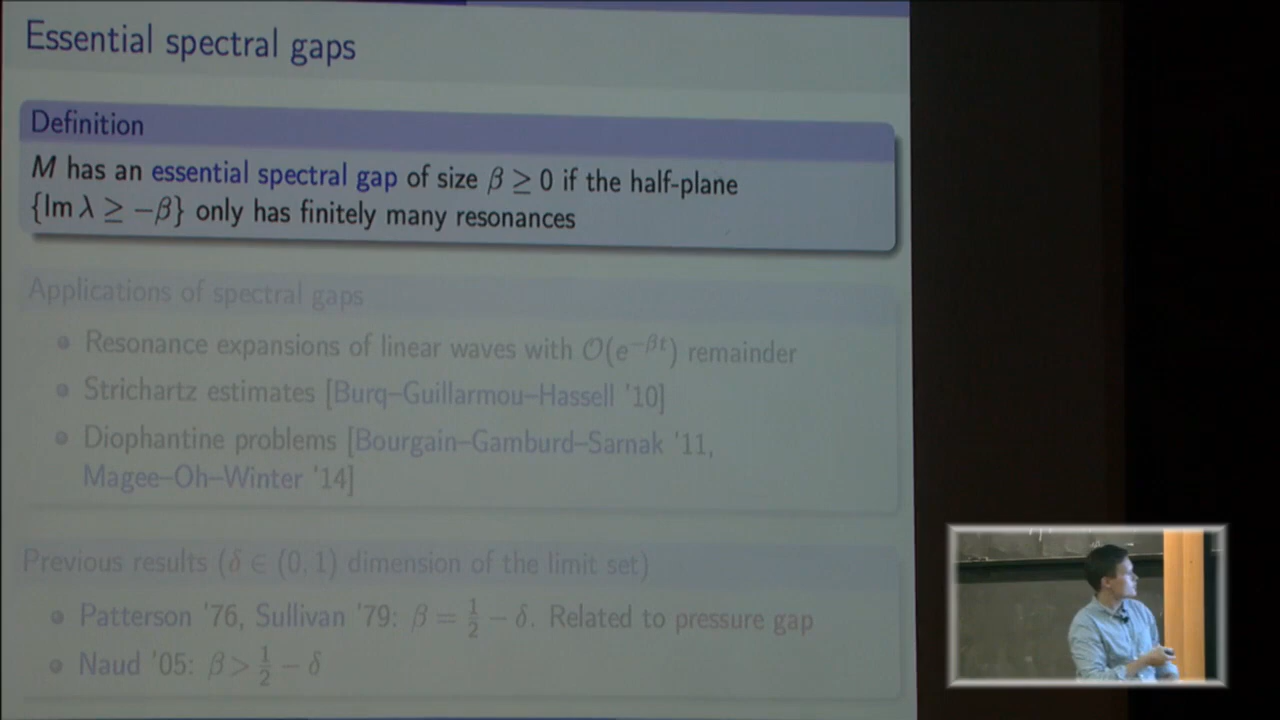 Essential spectral gaps
Definition
M has an essential spectral gap of size β ≥ 0 if the half-plane
{Im λ ≥ −β} only has finitely many resonances
Applications of spectral gaps
• Resonance expansions of linear waves with 𝒪(e^{−βt}) remainder
• Strichartz estimates [Burq–Guillarmou–Hassell '10]
• Diophantine problems [Bourgain–Gamburd–Sarnak '11,
Magee–Oh–Winter '14]
Previous results (δ ∈ (0, 1) dimension of the limit set)
• Patterson '76, Sullivan '79: β = 1/2 − δ. Related to pressure gap
• Naud '05: β > 1/2 − δ